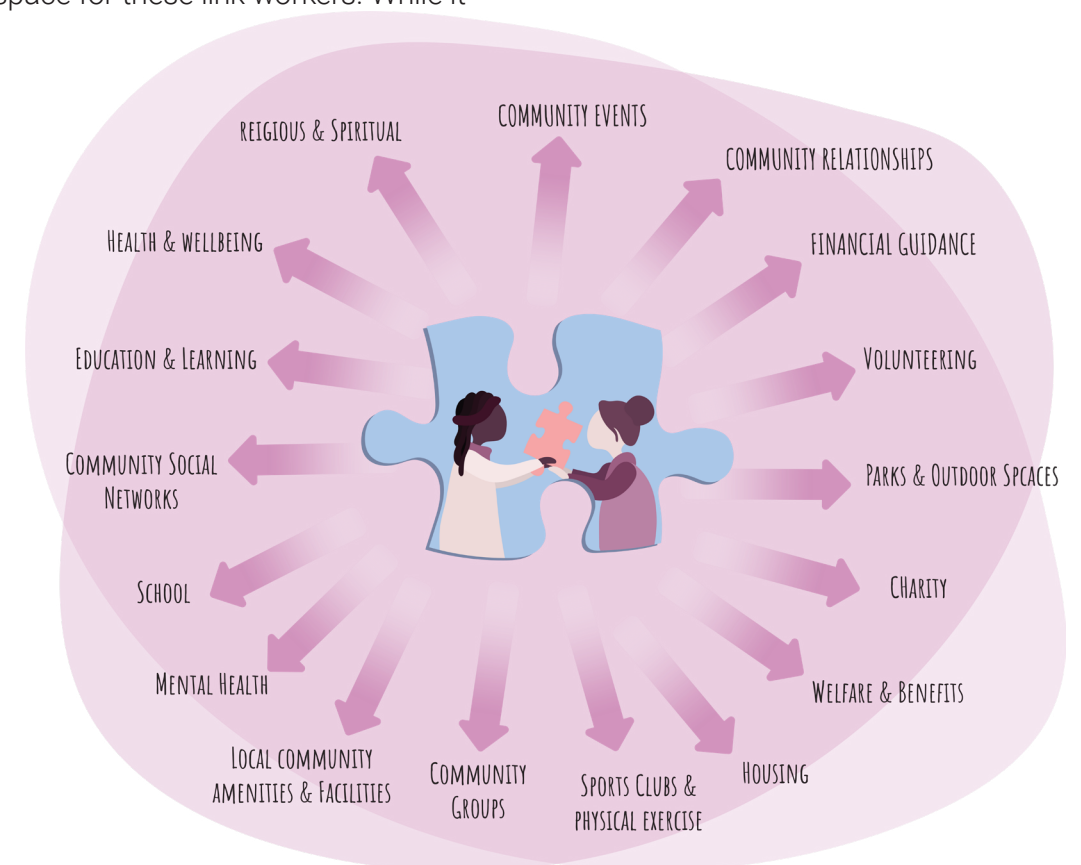 space for these link workers. While it
REIGIOUS & SPIRITUAL
COMMUNITY EVENTS
COMMUNITY RELATIONSHIPS
HEALTH & WELLBEING
FINANCIAL GUIDANCE
EDUCATION & LEARNING
VOLUNTEERING
COMMUNITY SOCIAL
NETWORKS
PARKS & OUTDOOR SPCACES
SCHOOL
CHARITY
MENTAL HEALTH
WELFARE & BENEFITS
LOCAL COMMUNITY
AMENITIES & FACILITIES
COMMUNITY
GROUPS
SPORTS CLUBS &
PHYSICAL EXERCISE
HOUSING